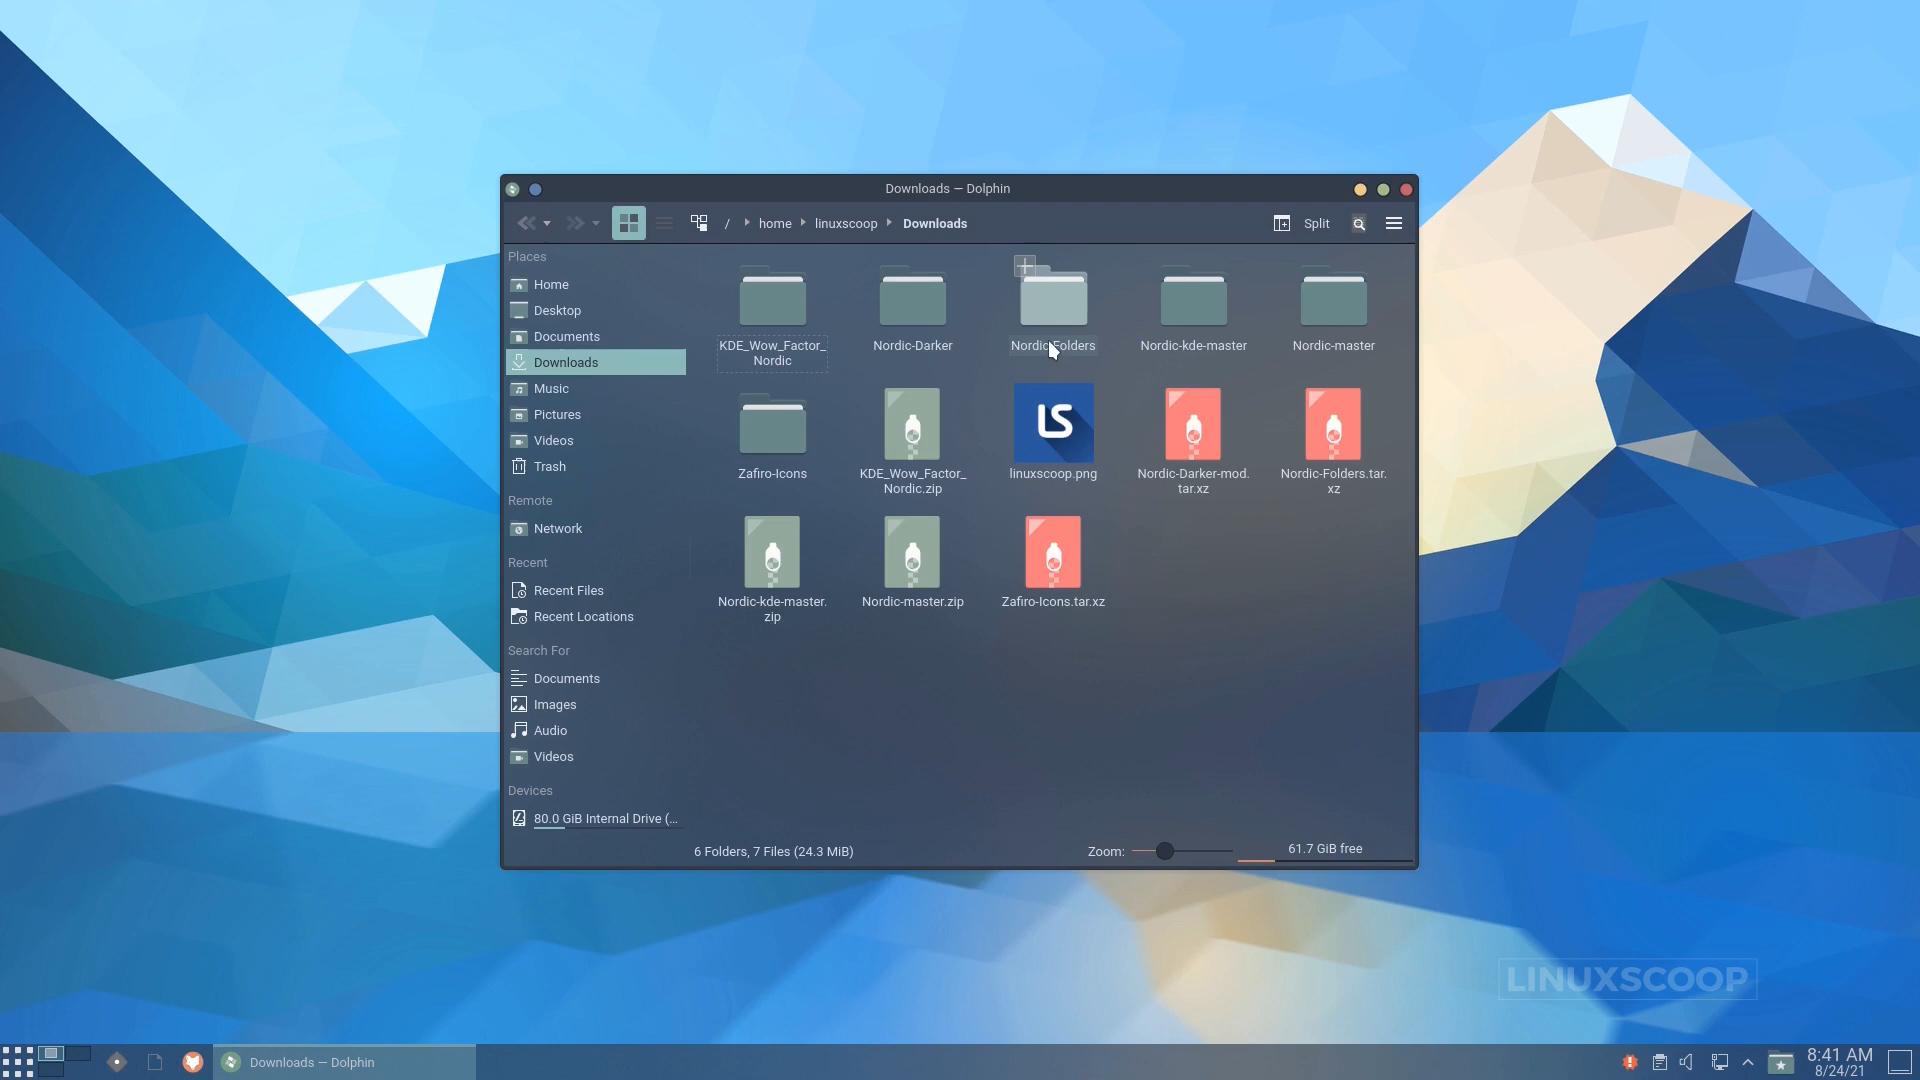 Downloads — Dolphin
/ home linuxscoop Downloads
Split
Places
Home
Desktop
Documents
Downloads
Music
Pictures
Videos
Trash
Remote
Network
Recent
Recent Files
Recent Locations
Search For
Documents
Images
Audio
Videos
Devices
80.0 GiB Internal Drive (...
KDE_Wow_Factor_
Nordic
Nordic-Darker
Nordic-Folders
Nordic-kde-master
Nordic-master
Zafiro-Icons
KDE_Wow_Factor_
Nordic.zip
LS
linuxscoop.png
Nordic-Darker-mod.
tar.xz
Nordic-Folders.tar.
xz
Nordic-kde-master.
zip
Nordic-master.zip
Zafiro-Icons.tar.xz
6 Folders, 7 Files (24.3 MiB)
Zoom:
61.7 GiB free
LINUXSCOOP
Downloads — Dolphin
8:41 AM
8/24/21